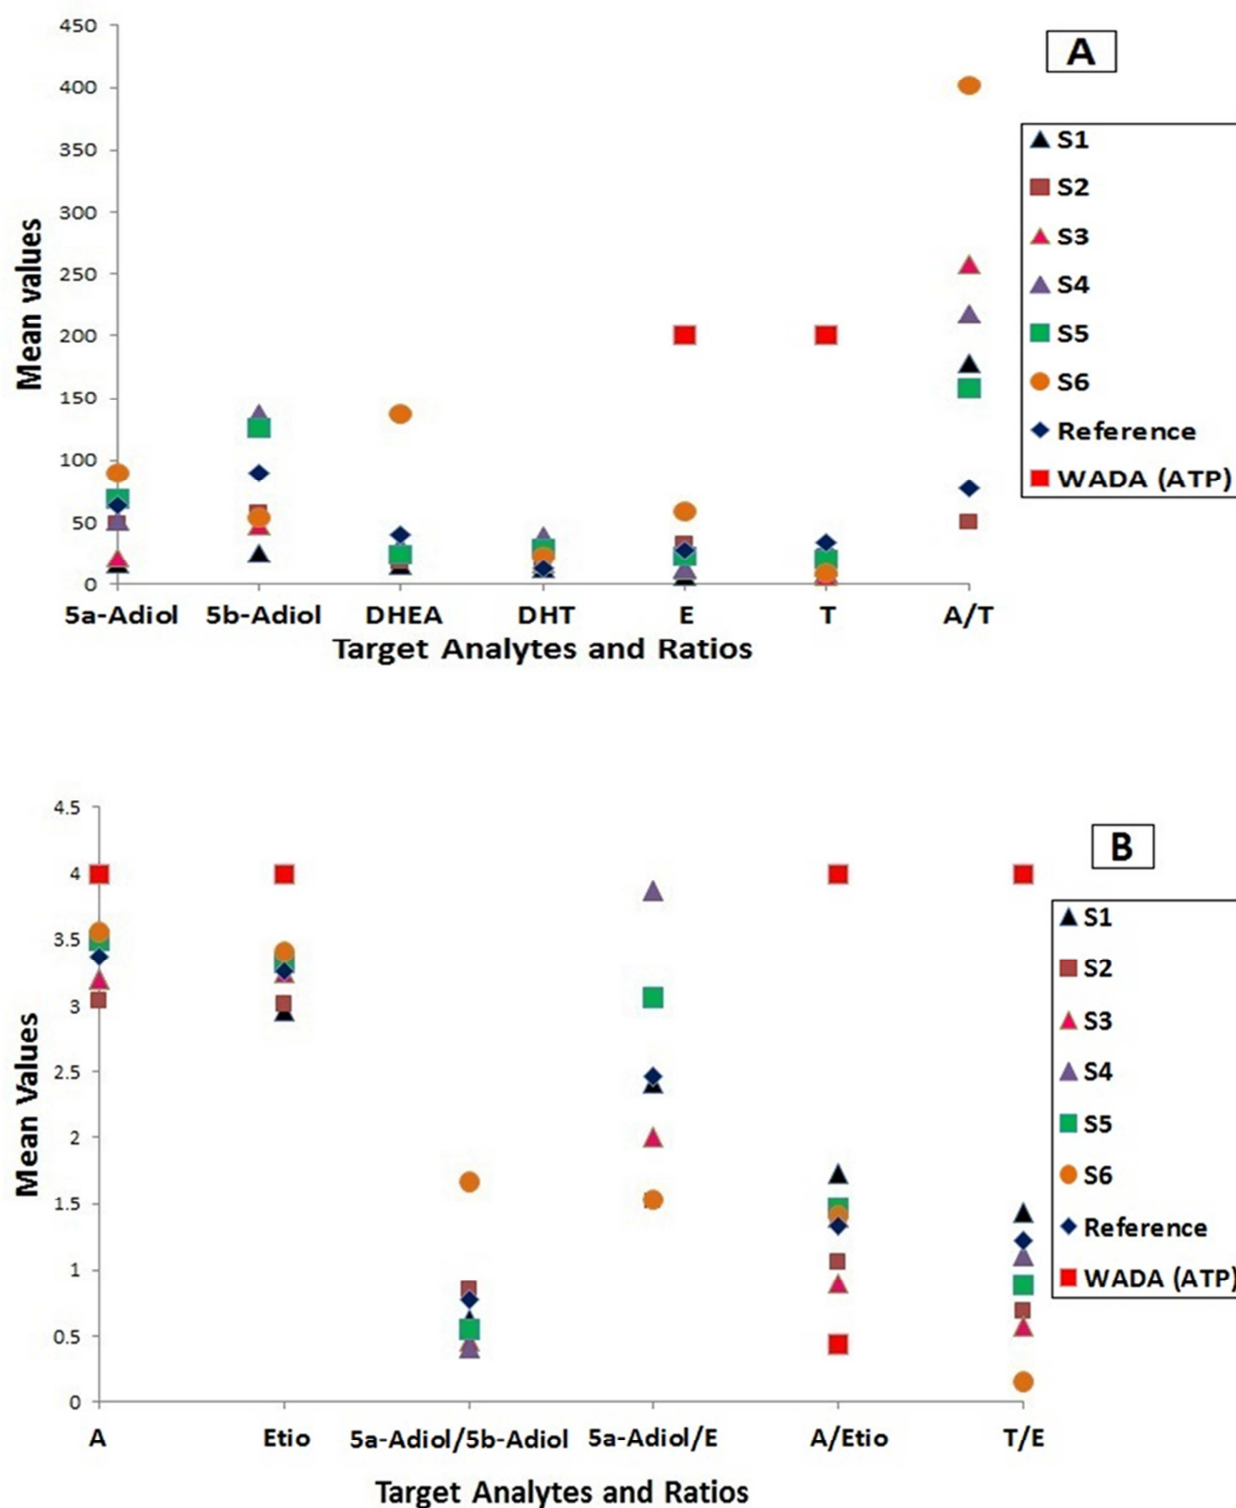 A
450
400
350
300
250
200
150
100
50
0
Mean values
5a-Adiol 5b-Adiol DHEA DHT E T A/T
Target Analytes and Ratios
S1
S2
S3
S4
S5
S6
Reference
WADA (ATP)
B
4.5
4
3.5
3
2.5
2
1.5
1
0.5
0
Mean Values
A Etio 5a-Adiol/5b-Adiol 5a-Adiol/E A/Etio T/E
Target Analytes and Ratios
S1
S2
S3
S4
S5
S6
Reference
WADA (ATP)